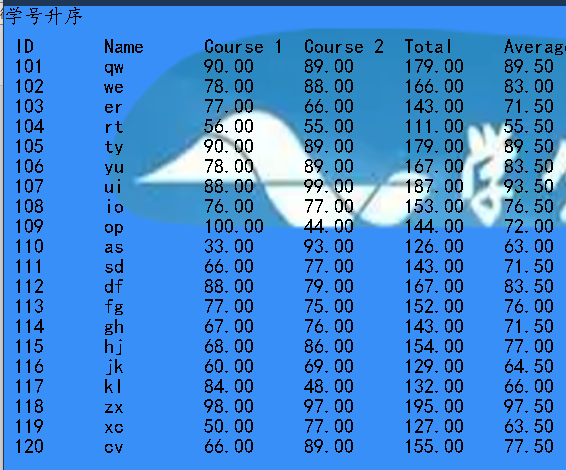 学号升序
ID Name Course 1 Course 2 Total Average
101 qw 90.00 89.00 179.00 89.50
102 we 78.00 88.00 166.00 83.00
103 er 77.00 66.00 143.00 71.50
104 rt 56.00 55.00 111.00 55.50
105 ty 90.00 89.00 179.00 89.50
106 yu 78.00 89.00 167.00 83.50
107 ui 88.00 99.00 187.00 93.50
108 io 76.00 77.00 153.00 76.50
109 op 100.00 44.00 144.00 72.00
110 as 33.00 93.00 126.00 63.00
111 sd 66.00 77.00 143.00 71.50
112 df 88.00 79.00 167.00 83.50
113 fg 77.00 75.00 152.00 76.00
114 gh 67.00 76.00 143.00 71.50
115 hj 68.00 86.00 154.00 77.00
116 jk 60.00 69.00 129.00 64.50
117 kl 84.00 48.00 132.00 66.00
118 zx 98.00 97.00 195.00 97.50
119 xc 50.00 77.00 127.00 63.50
120 cv 66.00 89.00 155.00 77.50
学